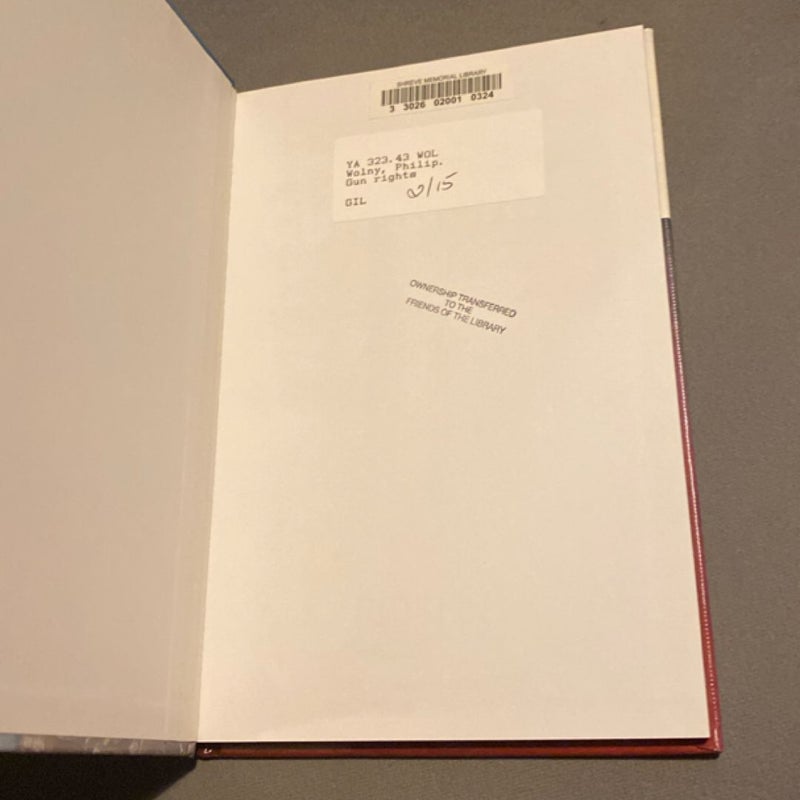 SHREVE MEMORIAL LIBRARY
3 3026 02001 0324
YA 323.43 WOL
Wolny, Philip.
Gun rights
GIL
/15
OWNERSHIP TRANSFERRED
TO THE
FRIENDS OF THE LIBRARY